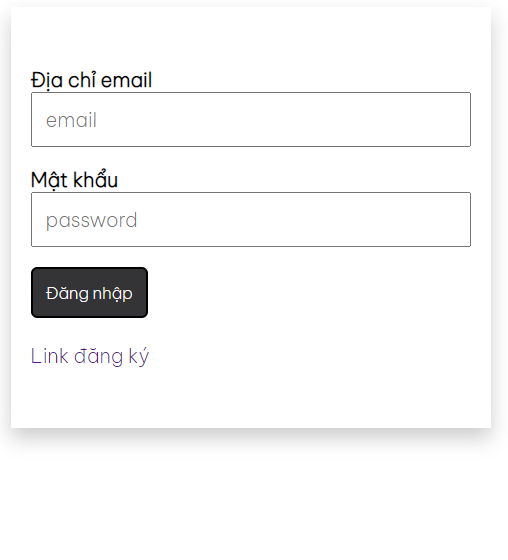 Địa chỉ email
email
Mật khẩu
password
Đăng nhập
Link đăng ký